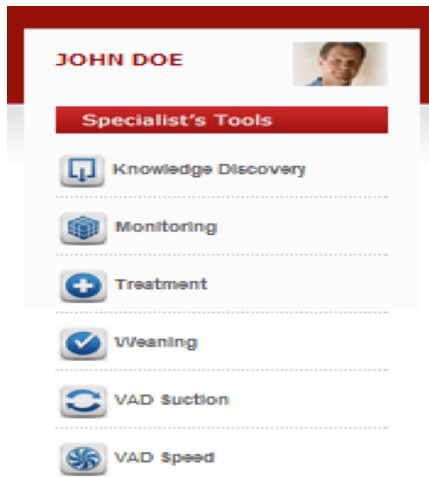 JOHN DOE
Specialist's Tools
Knowledge Discovery
Monitoring
Treatment
Weaning
VAD Suction
VAD Speed